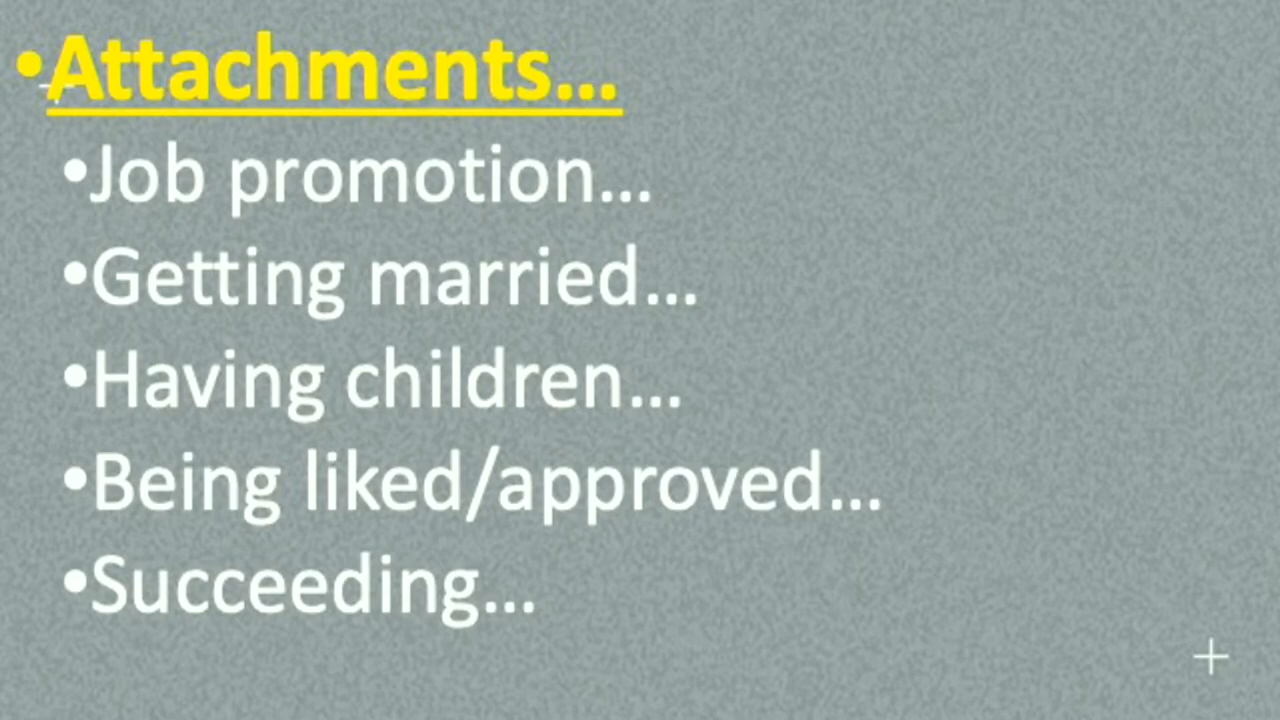 •Attachments...
•Job promotion...
•Getting married...
•Having children...
•Being liked/approved...
•Succeeding...